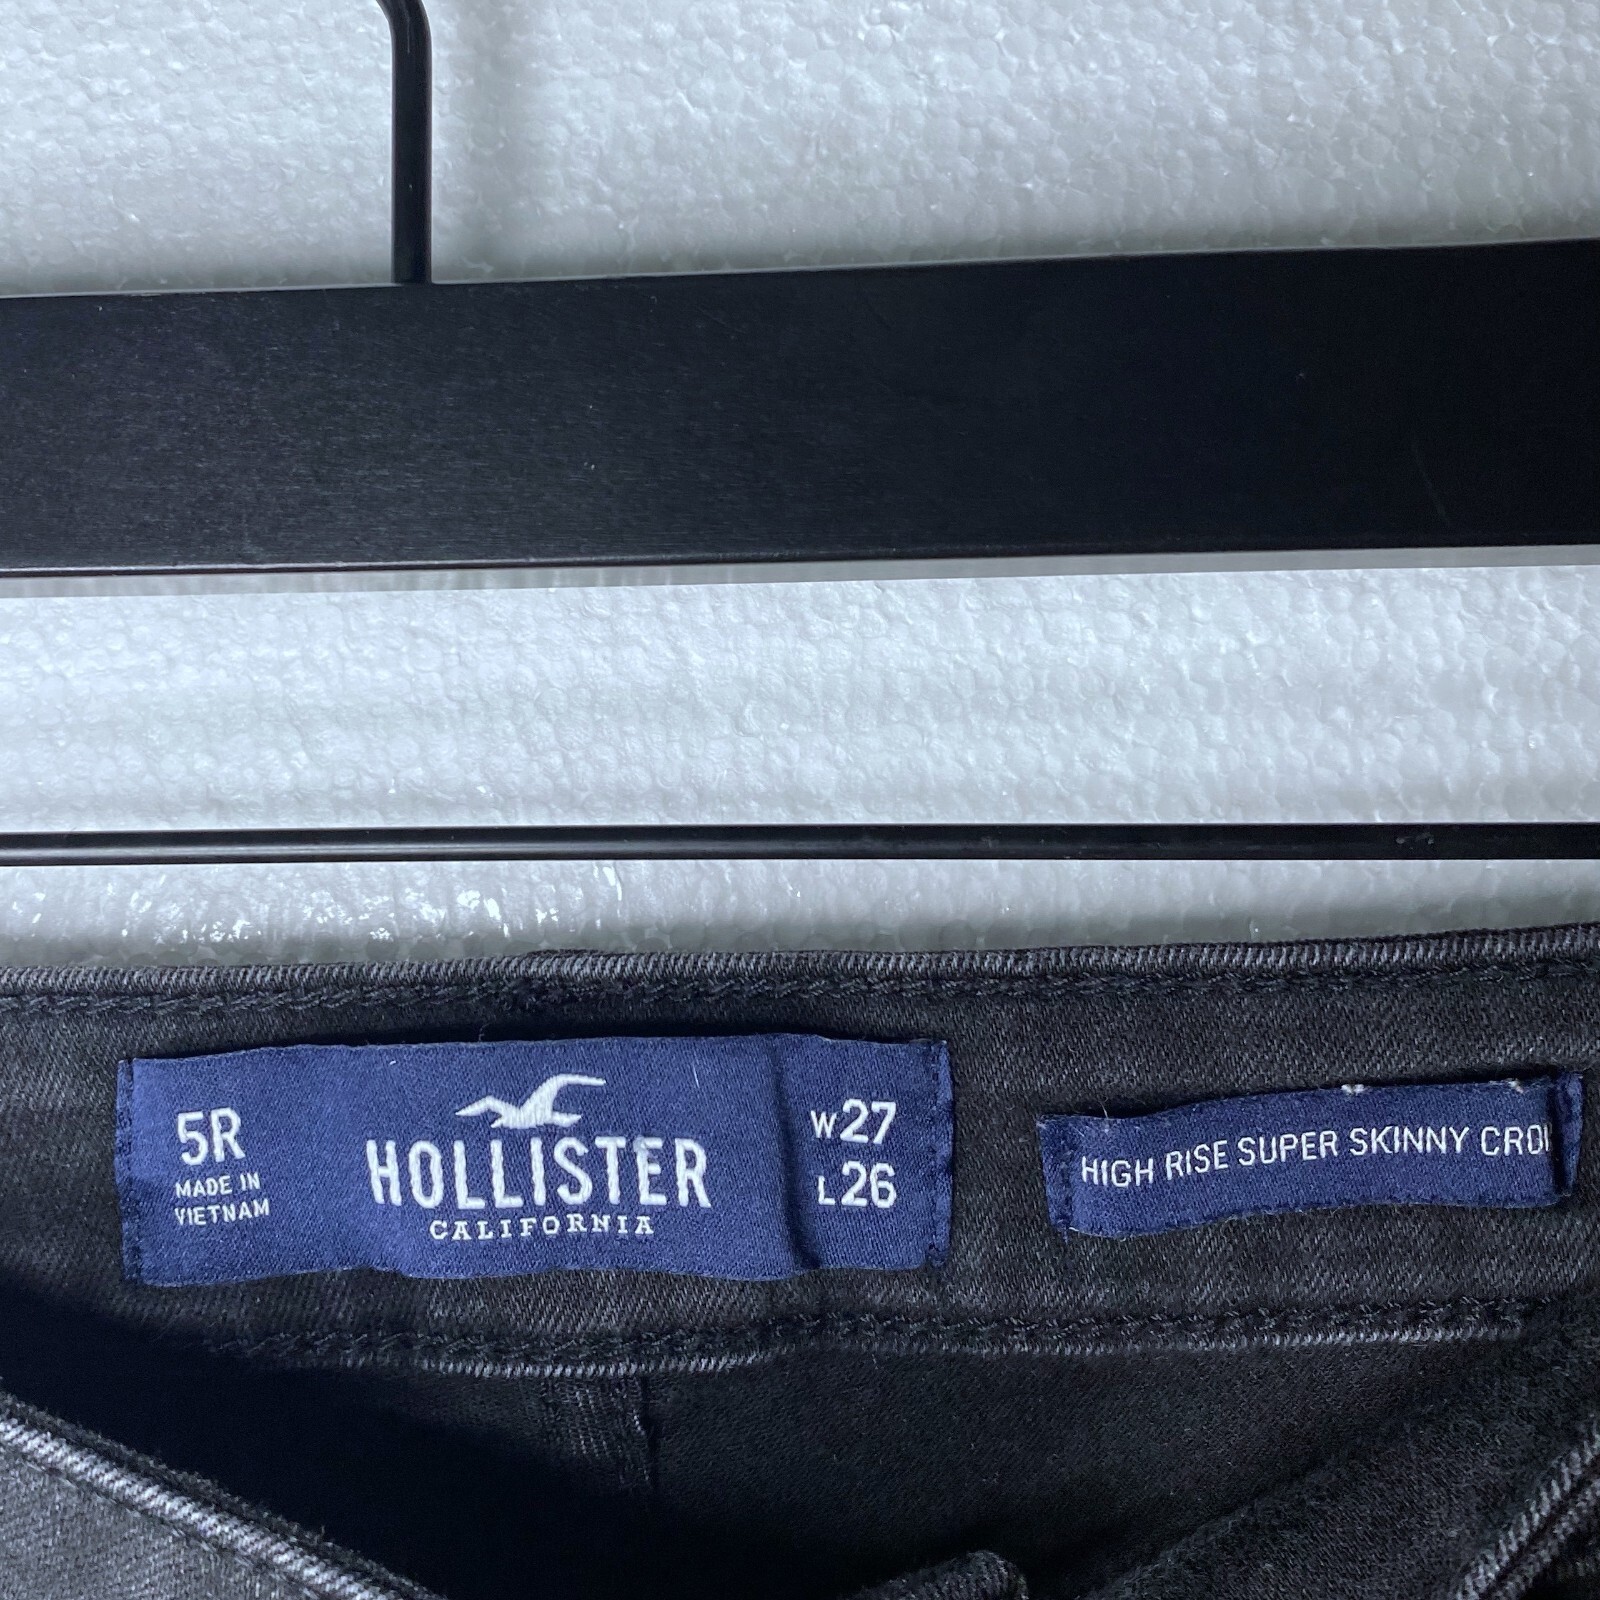 5R
MADE IN
VIETNAM
HOLLISTER
CALIFORNIA
W27
L26
HIGH RISE SUPER SKINNY